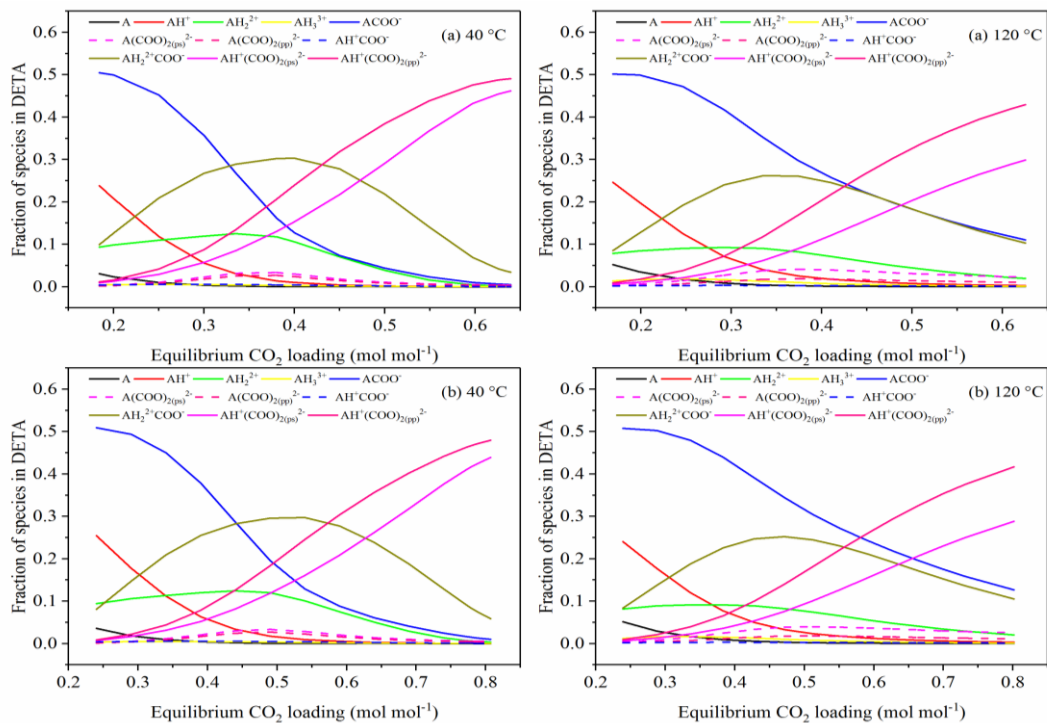 A AH⁺ AH₂²⁺ AH₃³⁺ ACOO⁻
A(COO)₂₍ₚₛ₎²⁻ A(COO)₂₍ₚₚ₎²⁻ AH⁺COO⁻
AH₂²⁺COO⁻ AH⁺(COO)₂₍ₚₛ₎²⁻ AH⁺(COO)₂₍ₚₚ₎²⁻
(a) 40 °C
Fraction of species in DETA
0.6
0.5
0.4
0.3
0.2
0.1
0.0
0.2 0.3 0.4 0.5 0.6
Equilibrium CO₂ loading (mol mol⁻¹)
A AH⁺ AH₂²⁺ AH₃³⁺ ACOO⁻
A(COO)₂₍ₚₛ₎²⁻ A(COO)₂₍ₚₚ₎²⁻ AH⁺COO⁻
AH₂²⁺COO⁻ AH⁺(COO)₂₍ₚₛ₎²⁻ AH⁺(COO)₂₍ₚₚ₎²⁻
(a) 120 °C
Fraction of species in DETA
0.6
0.5
0.4
0.3
0.2
0.1
0.0
0.2 0.3 0.4 0.5 0.6
Equilibrium CO₂ loading (mol mol⁻¹)
A AH⁺ AH₂²⁺ AH₃³⁺ ACOO⁻
A(COO)₂₍ₚₛ₎²⁻ A(COO)₂₍ₚₚ₎²⁻ AH⁺COO⁻
AH₂²⁺COO⁻ AH⁺(COO)₂₍ₚₛ₎²⁻ AH⁺(COO)₂₍ₚₚ₎²⁻
(b) 40 °C
Fraction of species in DETA
0.6
0.5
0.4
0.3
0.2
0.1
0.0
0.2 0.3 0.4 0.5 0.6 0.7 0.8
Equilibrium CO₂ loading (mol mol⁻¹)
A AH⁺ AH₂²⁺ AH₃³⁺ ACOO⁻
A(COO)₂₍ₚₛ₎²⁻ A(COO)₂₍ₚₚ₎²⁻ AH⁺COO⁻
AH₂²⁺COO⁻ AH⁺(COO)₂₍ₚₛ₎²⁻ AH⁺(COO)₂₍ₚₚ₎²⁻
(b) 120 °C
Fraction of species in DETA
0.6
0.5
0.4
0.3
0.2
0.1
0.0
0.2 0.3 0.4 0.5 0.6 0.7 0.8
Equilibrium CO₂ loading (mol mol⁻¹)